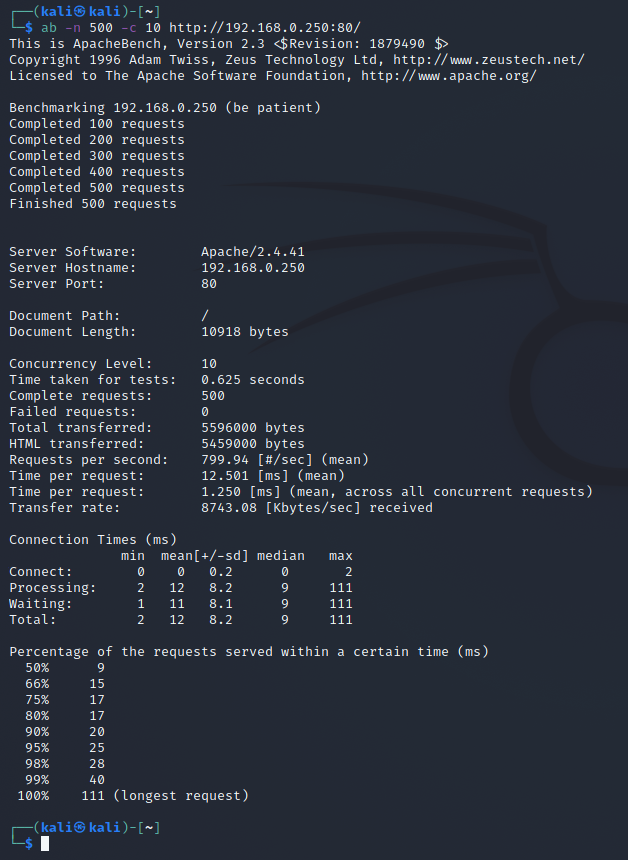 ┌──(kali㉿kali)-[~]
└─$ ab -n 500 -c 10 http://192.168.0.250:80/
This is ApacheBench, Version 2.3 <$Revision: 1879490 $>
Copyright 1996 Adam Twiss, Zeus Technology Ltd, http://www.zeustech.net/
Licensed to The Apache Software Foundation, http://www.apache.org/

Benchmarking 192.168.0.250 (be patient)
Completed 100 requests
Completed 200 requests
Completed 300 requests
Completed 400 requests
Completed 500 requests
Finished 500 requests


Server Software:        Apache/2.4.41
Server Hostname:        192.168.0.250
Server Port:            80

Document Path:          /
Document Length:        10918 bytes

Concurrency Level:      10
Time taken for tests:   0.625 seconds
Complete requests:      500
Failed requests:        0
Total transferred:      5596000 bytes
HTML transferred:       5459000 bytes
Requests per second:    799.94 [#/sec] (mean)
Time per request:       12.501 [ms] (mean)
Time per request:       1.250 [ms] (mean, across all concurrent requests)
Transfer rate:          8743.08 [Kbytes/sec] received

Connection Times (ms)
              min  mean[+/-sd] median   max
Connect:        0    0   0.2      0       2
Processing:     2   12   8.2      9     111
Waiting:        1   11   8.1      9     111
Total:          2   12   8.2      9     111

Percentage of the requests served within a certain time (ms)
  50%      9
  66%     15
  75%     17
  80%     17
  90%     20
  95%     25
  98%     28
  99%     40
 100%    111 (longest request)

┌──(kali㉿kali)-[~]
└─$